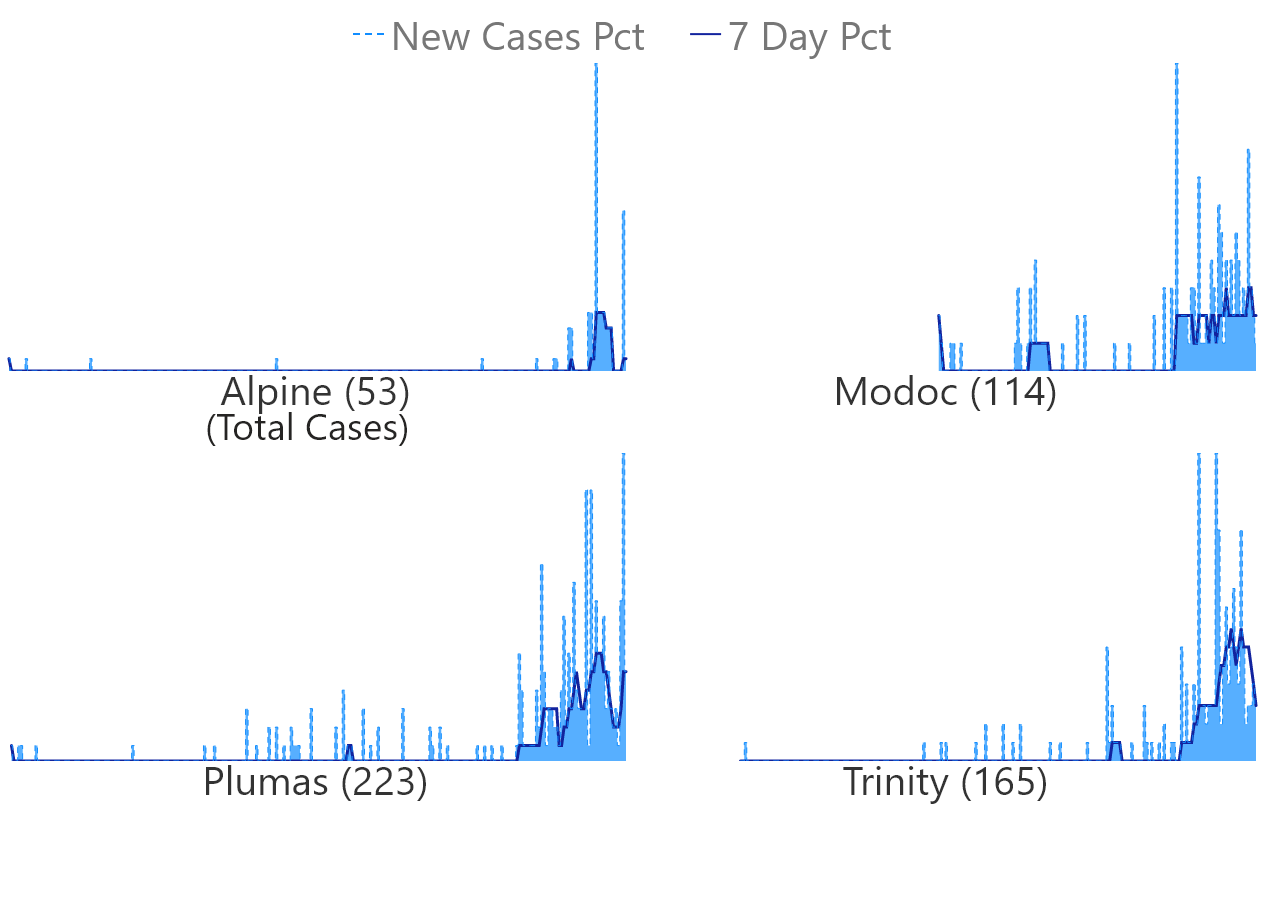 New Cases Pct 7 Day Pct
Alpine (53)
(Total Cases)
Modoc (114)
Plumas (223)
Trinity (165)